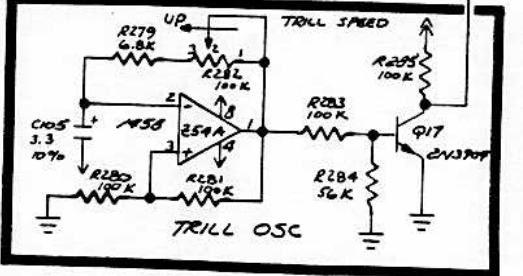 UP
TRILL SPEED
R279
6.8K
3 2 1
R282
100K
R285
100K
2
8
1
R283
100K
C105
3.3
10%
+
-
1458
Z54A
Q17
2N3904
3
+
4
R280
100K
R281
100K
R284
56K
TRILL OSC